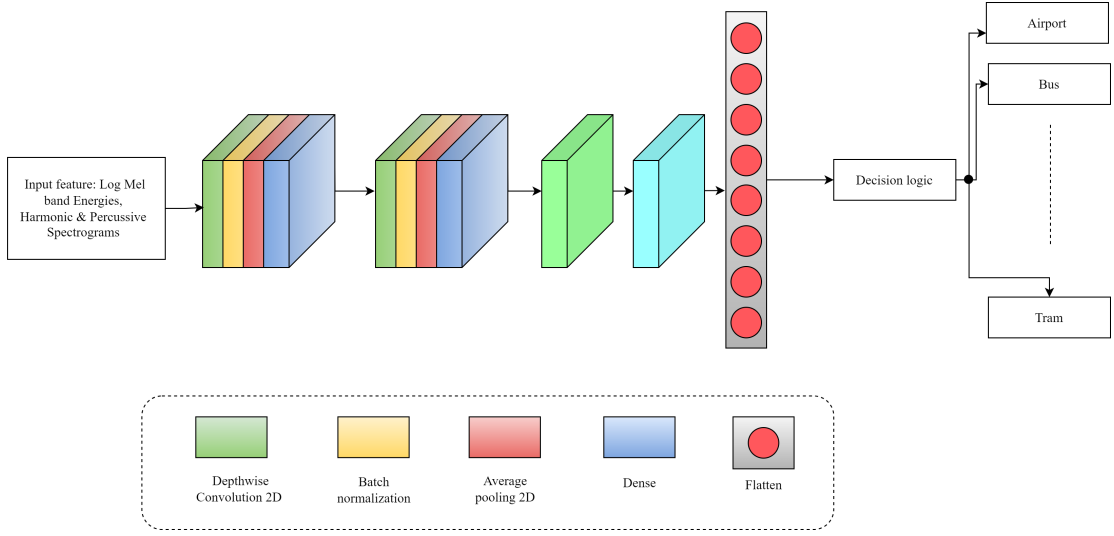 Input feature: Log Mel
band Energies,
Harmonic & Percussive
Spectrograms
Decision logic
Airport
Bus
Tram
Depthwise
Convolution 2D
Batch
normalization
Average
pooling 2D
Dense
Flatten